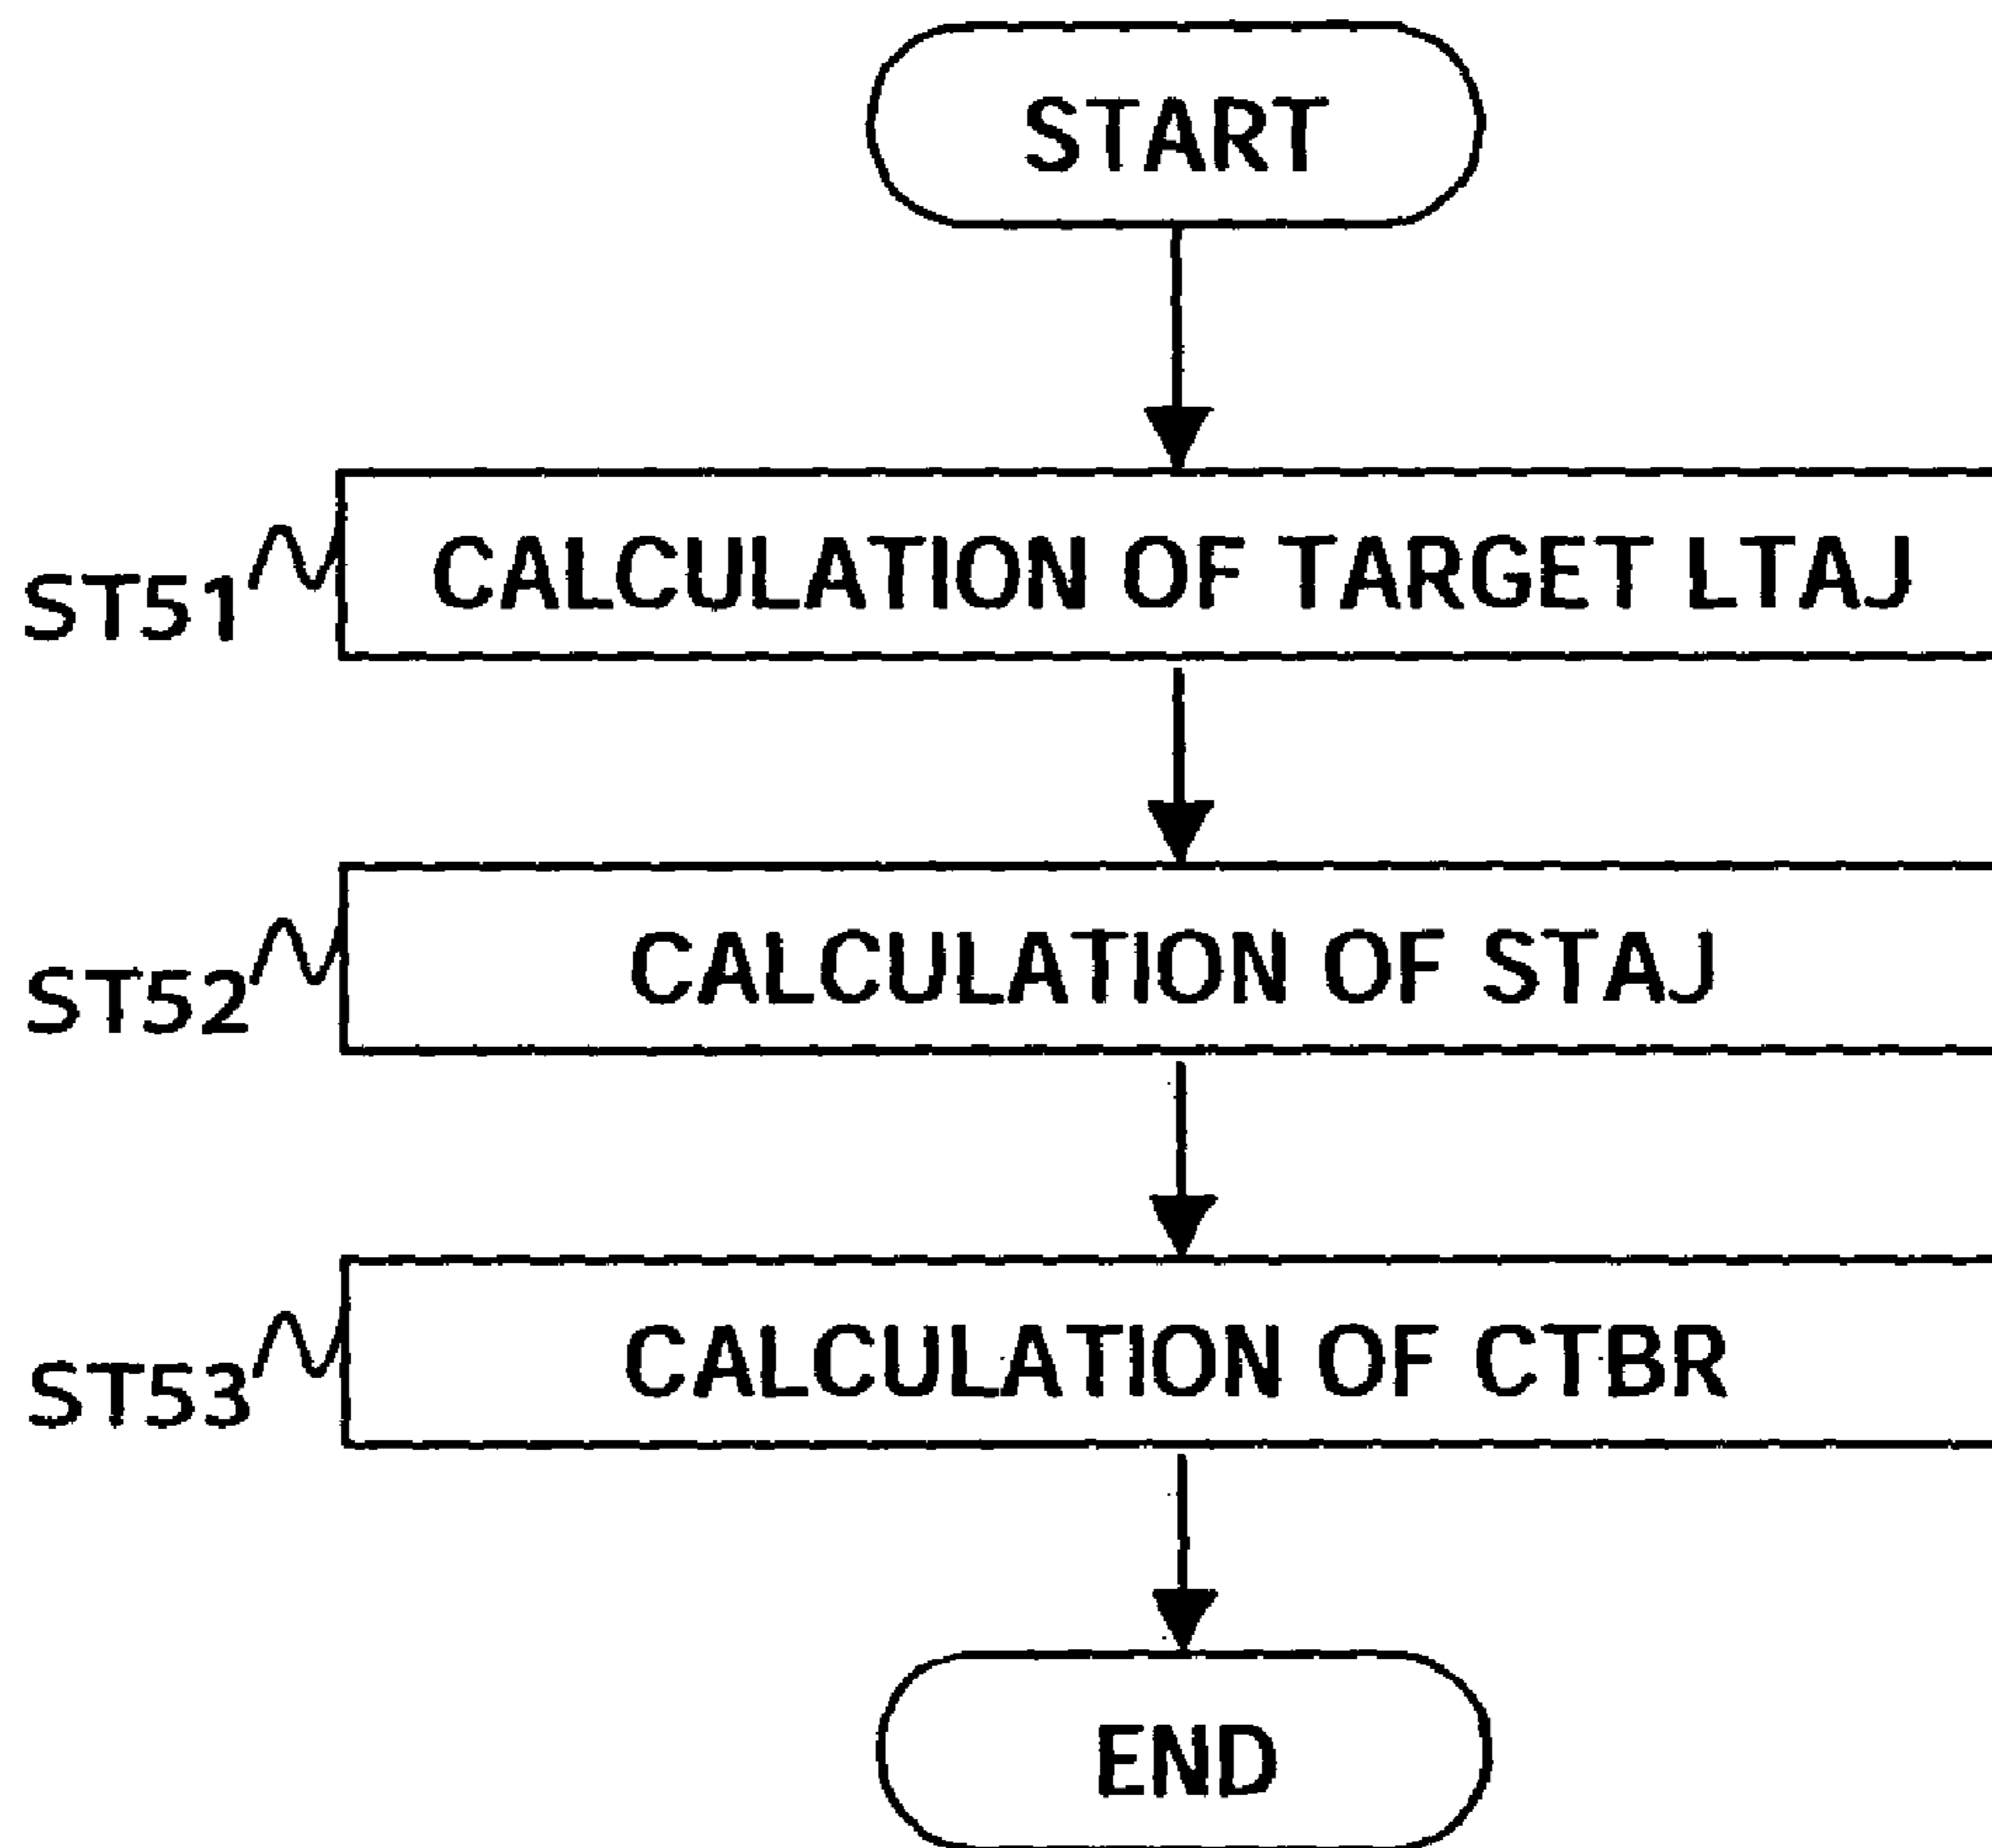 START
ST51 CALCULATION OF TARGET LTAJ
ST52 CALCULATION OF STAJ
ST53 CALCULATION OF CTBR
END